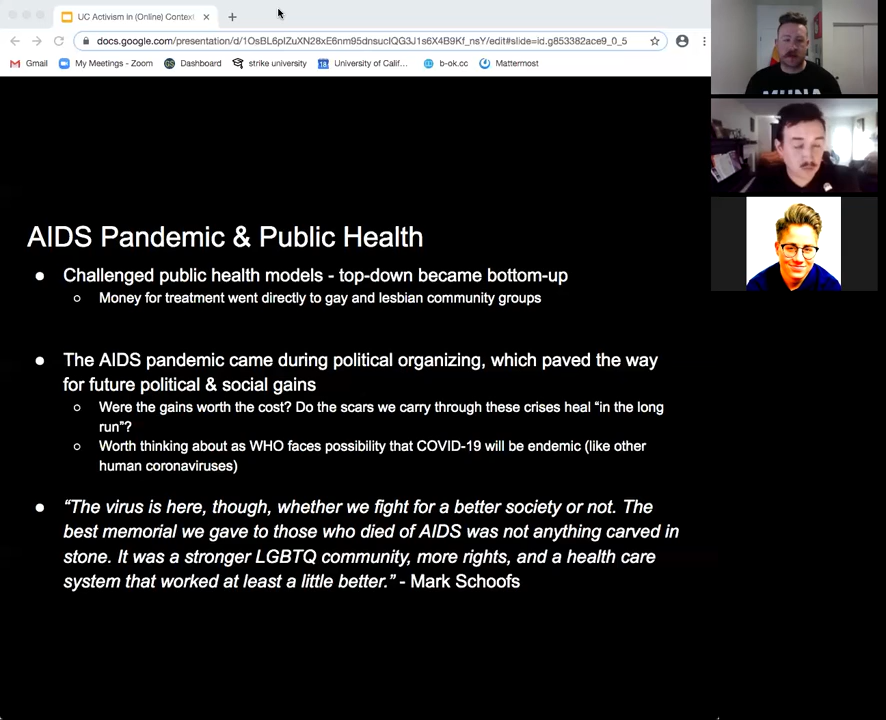 UC Activism In (Online) Context
docs.google.com/presentation/d/1OsBL6pIZuXN28xE6nm95dnsucIQG3J1s6X4B9Kf_nsY/edit#slide=id.g853382ace9_0_5
Gmail My Meetings - Zoom Dashboard strike university University of Calif... b-ok.cc Mattermost
MUNA
AIDS Pandemic & Public Health
● Challenged public health models - top-down became bottom-up
○ Money for treatment went directly to gay and lesbian community groups
● The AIDS pandemic came during political organizing, which paved the way
for future political & social gains
○ Were the gains worth the cost? Do the scars we carry through these crises heal “in the long
run”?
○ Worth thinking about as WHO faces possibility that COVID-19 will be endemic (like other
human coronaviruses)
● “The virus is here, though, whether we fight for a better society or not. The
best memorial we gave to those who died of AIDS was not anything carved in
stone. It was a stronger LGBTQ community, more rights, and a health care
system that worked at least a little better.” - Mark Schoofs